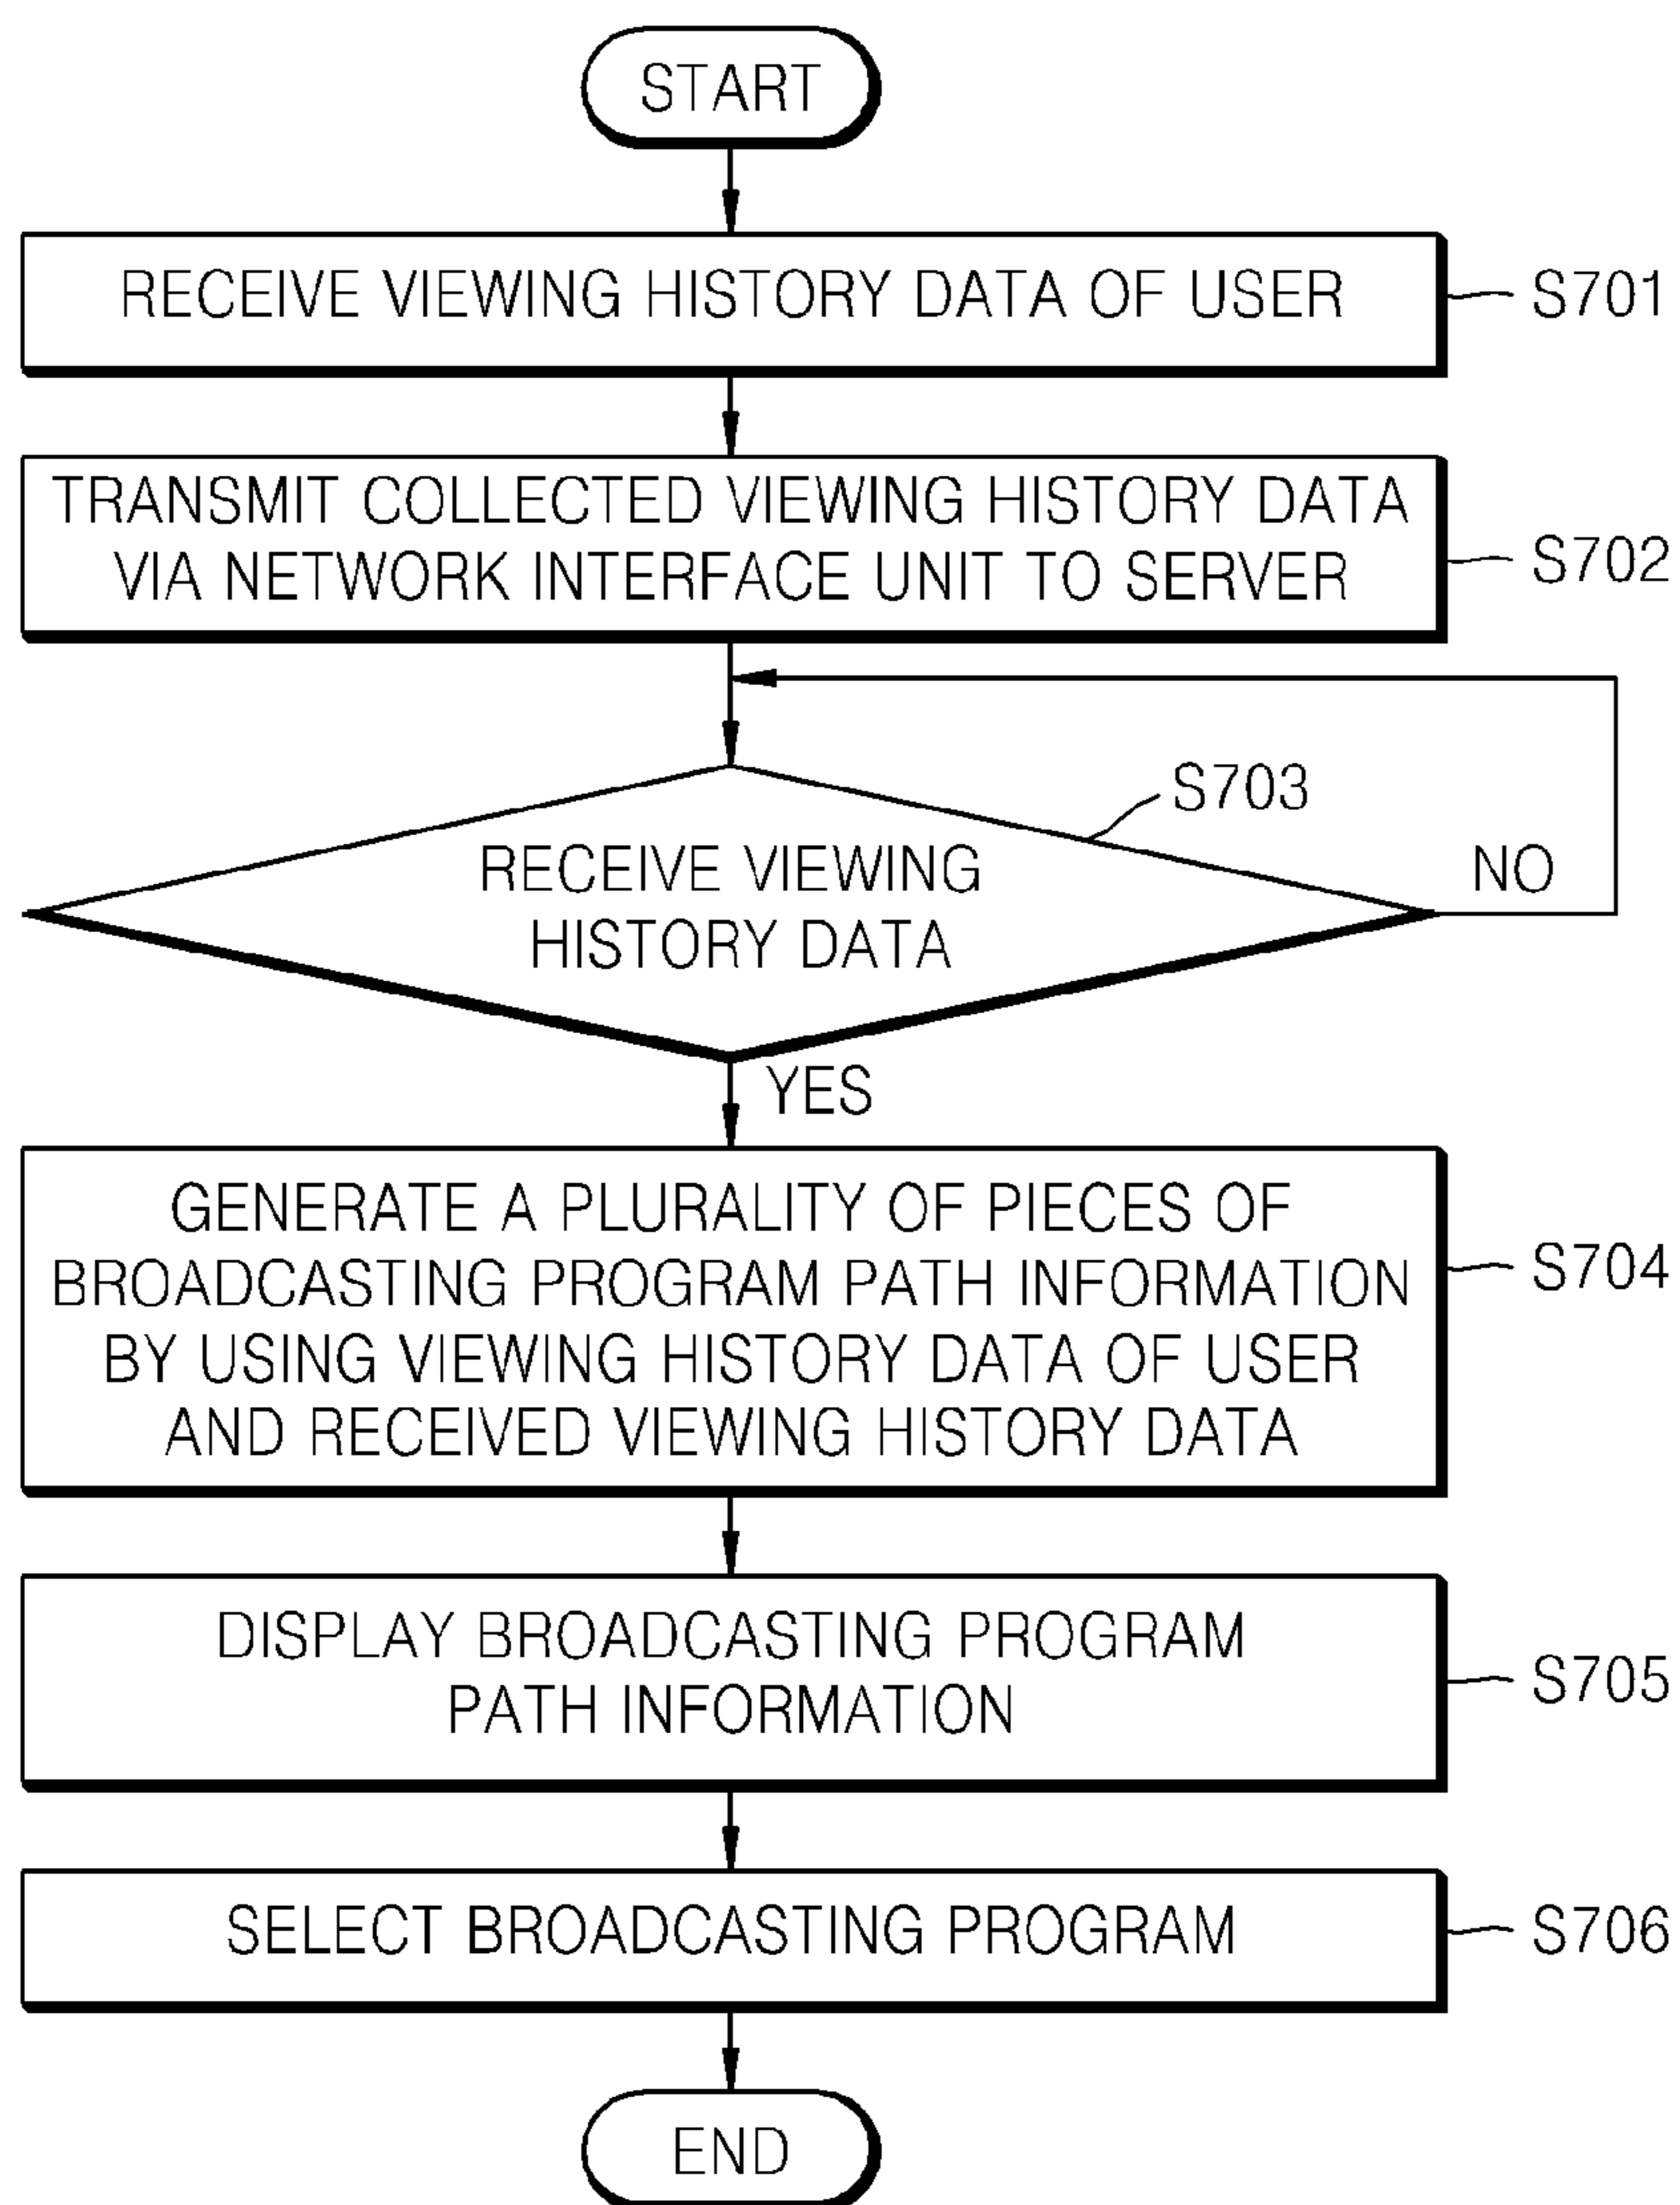 START
RECEIVE VIEWING HISTORY DATA OF USER
S701
TRANSMIT COLLECTED VIEWING HISTORY DATA
VIA NETWORK INTERFACE UNIT TO SERVER
S702
S703
RECEIVE VIEWING
HISTORY DATA
NO
YES
GENERATE A PLURALITY OF PIECES OF
BROADCASTING PROGRAM PATH INFORMATION
BY USING VIEWING HISTORY DATA OF USER
AND RECEIVED VIEWING HISTORY DATA
S704
DISPLAY BROADCASTING PROGRAM
PATH INFORMATION
S705
SELECT BROADCASTING PROGRAM
S706
END